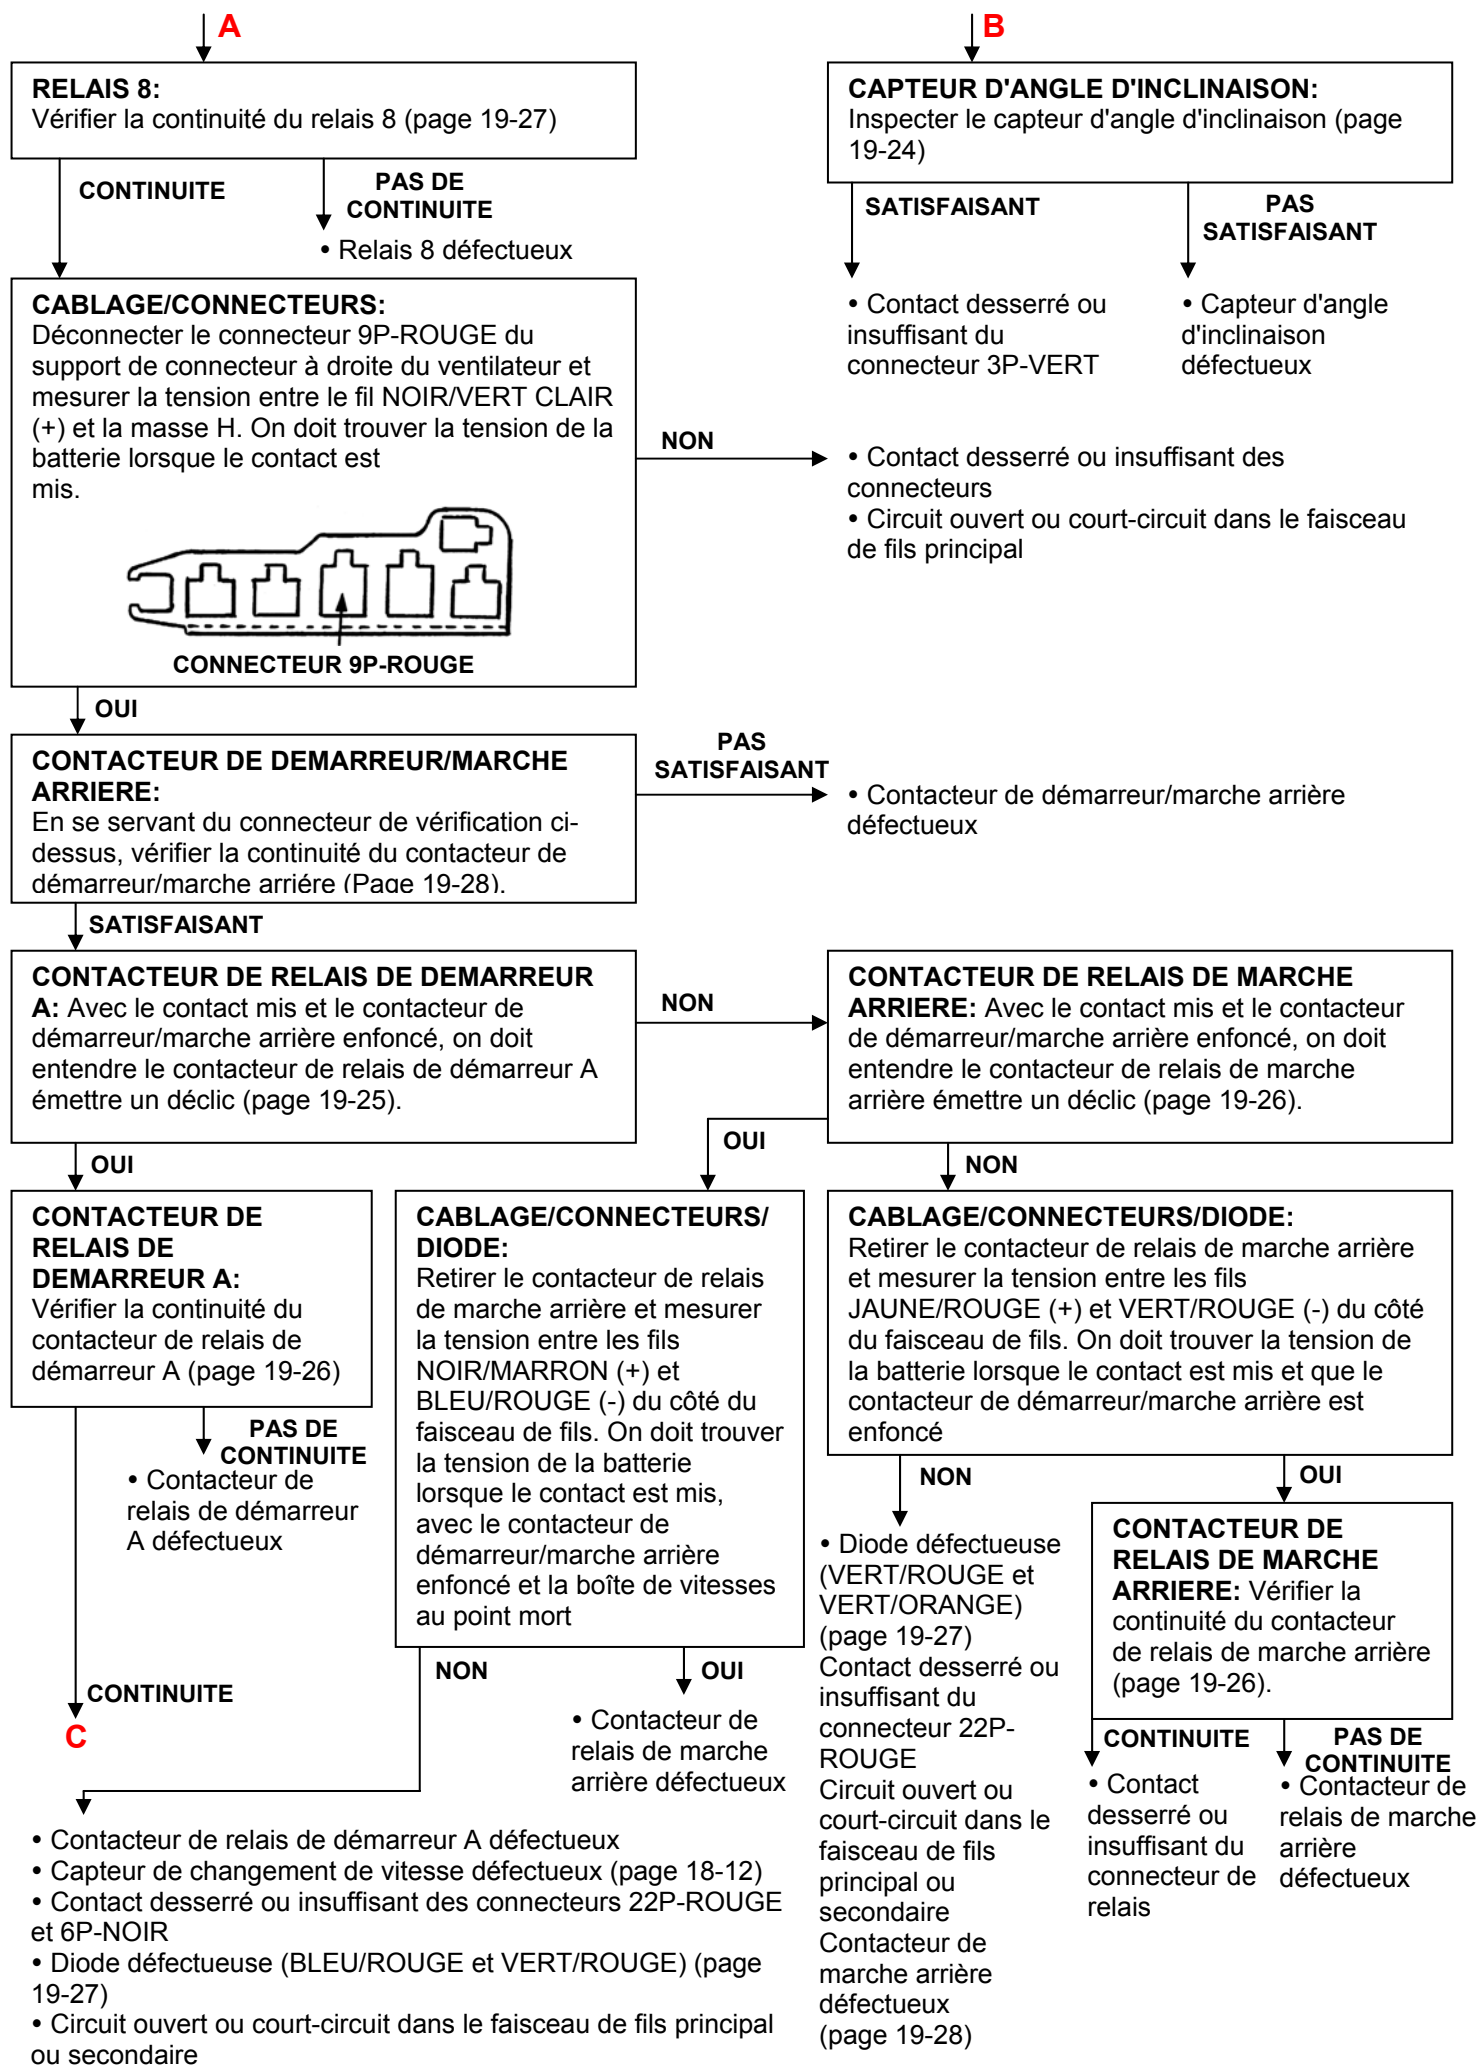 A
B
RELAIS 8:
Vérifier la continuité du relais 8 (page 19-27)
CAPTEUR D'ANGLE D'INCLINAISON:
Inspecter le capteur d'angle d'inclinaison (page
19-24)
CONTINUITE
PAS DE
CONTINUITE
• Relais 8 défectueux
SATISFAISANT
PAS
SATISFAISANT
• Contact desserré ou
insuffisant du
connecteur 3P-VERT
• Capteur d'angle
d'inclinaison
défectueux
CABLAGE/CONNECTEURS:
Déconnecter le connecteur 9P-ROUGE du
support de connecteur à droite du ventilateur et
mesurer la tension entre le fil NOIR/VERT CLAIR
(+) et la masse H. On doit trouver la tension de la
batterie lorsque le contact est
mis.
CONNECTEUR 9P-ROUGE
NON
• Contact desserré ou insuffisant des
connecteurs
• Circuit ouvert ou court-circuit dans le faisceau
de fils principal
OUI
CONTACTEUR DE DEMARREUR/MARCHE
ARRIERE:
En se servant du connecteur de vérification ci-
dessus, vérifier la continuité du contacteur de
démarreur/marche arriére (Page 19-28).
PAS
SATISFAISANT
• Contacteur de démarreur/marche arrière
défectueux
SATISFAISANT
CONTACTEUR DE RELAIS DE DEMARREUR
A: Avec le contact mis et le contacteur de
démarreur/marche arrière enfoncé, on doit
entendre le contacteur de relais de démarreur A
émettre un déclic (page 19-25).
NON
CONTACTEUR DE RELAIS DE MARCHE
ARRIERE: Avec le contact mis et le contacteur
de démarreur/marche arrière enfoncé, on doit
entendre le contacteur de relais de marche
arrière émettre un déclic (page 19-26).
OUI
OUI
NON
CONTACTEUR DE
RELAIS DE
DEMARREUR A:
Vérifier la continuité du
contacteur de relais de
démarreur A (page 19-26)
PAS DE
CONTINUITE
• Contacteur de
relais de démarreur
A défectueux
CONTINUITE
C
CABLAGE/CONNECTEURS/
DIODE:
Retirer le contacteur de relais
de marche arrière et mesurer
la tension entre les fils
NOIR/MARRON (+) et
BLEU/ROUGE (-) du côté du
faisceau de fils. On doit trouver
la tension de la batterie
lorsque le contact est mis,
avec le contacteur de
démarreur/marche arrière
enfoncé et la boîte de vitesses
au point mort
NON
OUI
• Contacteur de
relais de marche
arrière défectueux
• Contacteur de relais de démarreur A défectueux
• Capteur de changement de vitesse défectueux (page 18-12)
• Contact desserré ou insuffisant des connecteurs 22P-ROUGE
et 6P-NOIR
• Diode défectueuse (BLEU/ROUGE et VERT/ROUGE) (page
19-27)
• Circuit ouvert ou court-circuit dans le faisceau de fils principal
ou secondaire
CABLAGE/CONNECTEURS/DIODE:
Retirer le contacteur de relais de marche arrière
et mesurer la tension entre les fils
JAUNE/ROUGE (+) et VERT/ROUGE (-) du côté
du faisceau de fils. On doit trouver la tension de
la batterie lorsque le contact est mis et que le
contacteur de démarreur/marche arrière est
enfoncé
NON
OUI
• Diode défectueuse
(VERT/ROUGE et
VERT/ORANGE)
(page 19-27)
Contact desserré ou
insuffisant du
connecteur 22P-
ROUGE
Circuit ouvert ou
court-circuit dans le
faisceau de fils
principal ou
secondaire
Contacteur de
marche arrière
défectueux
(page 19-28)
CONTACTEUR DE
RELAIS DE MARCHE
ARRIERE: Vérifier la
continuité du contacteur
de relais de marche arrière
(page 19-26).
CONTINUITE
PAS DE
CONTINUITE
• Contact
desserré ou
insuffisant du
connecteur de
relais
• Contacteur de
relais de marche
arrière
défectueux